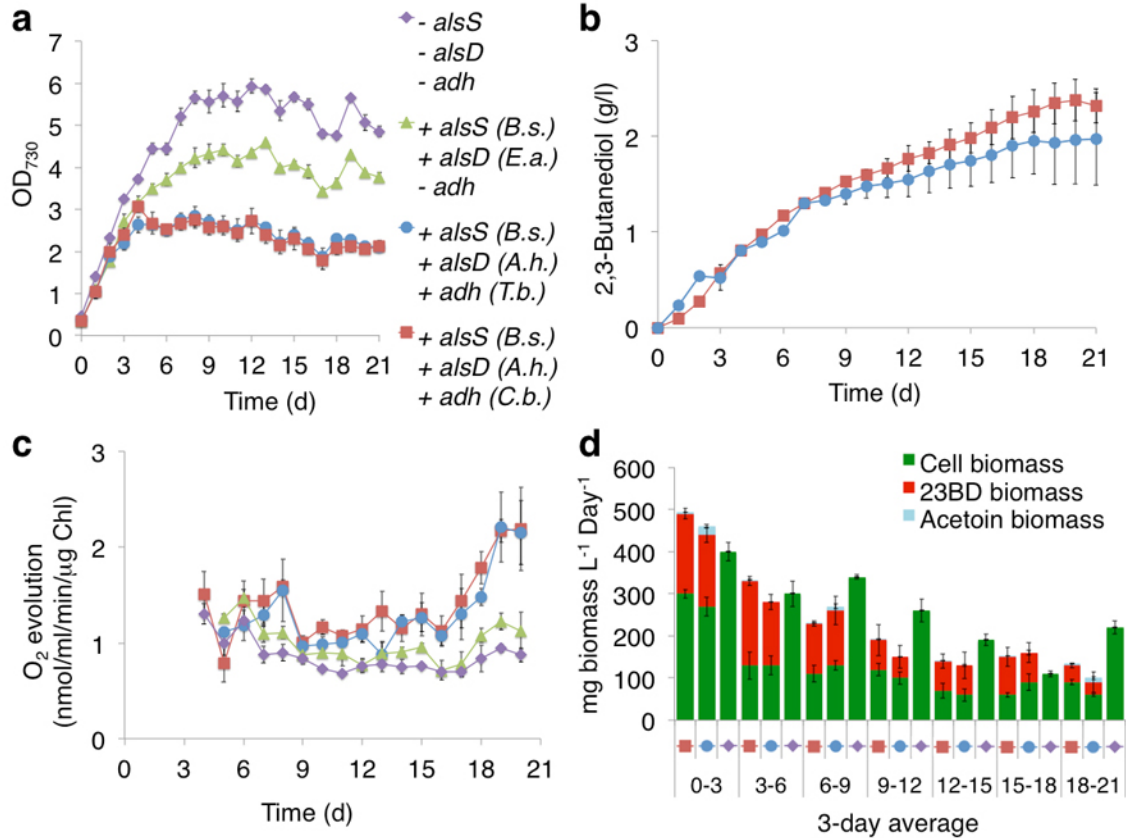 a
7
6
5
4
3
2
1
0
OD730
0 3 6 9 12 15 18 21
Time (d)
- alsS
- alsD
- adh
+ alsS (B.s.)
+ alsD (E.a.)
- adh
+ alsS (B.s.)
+ alsD (A.h.)
+ adh (T.b.)
+ alsS (B.s.)
+ alsD (A.h.)
+ adh (C.b.)
b
3
2
1
0
2,3-Butanediol (g/l)
0 3 6 9 12 15 18 21
Time (d)
c
3
2
1
0
O2 evolution
(nmol/ml/min/μg Chl)
0 3 6 9 12 15 18 21
Time (d)
d
600
500
400
300
200
100
0
mg biomass L-1 Day-1
Cell biomass
23BD biomass
Acetoin biomass
0-3 3-6 6-9 9-12 12-15 15-18 18-21
3-day average